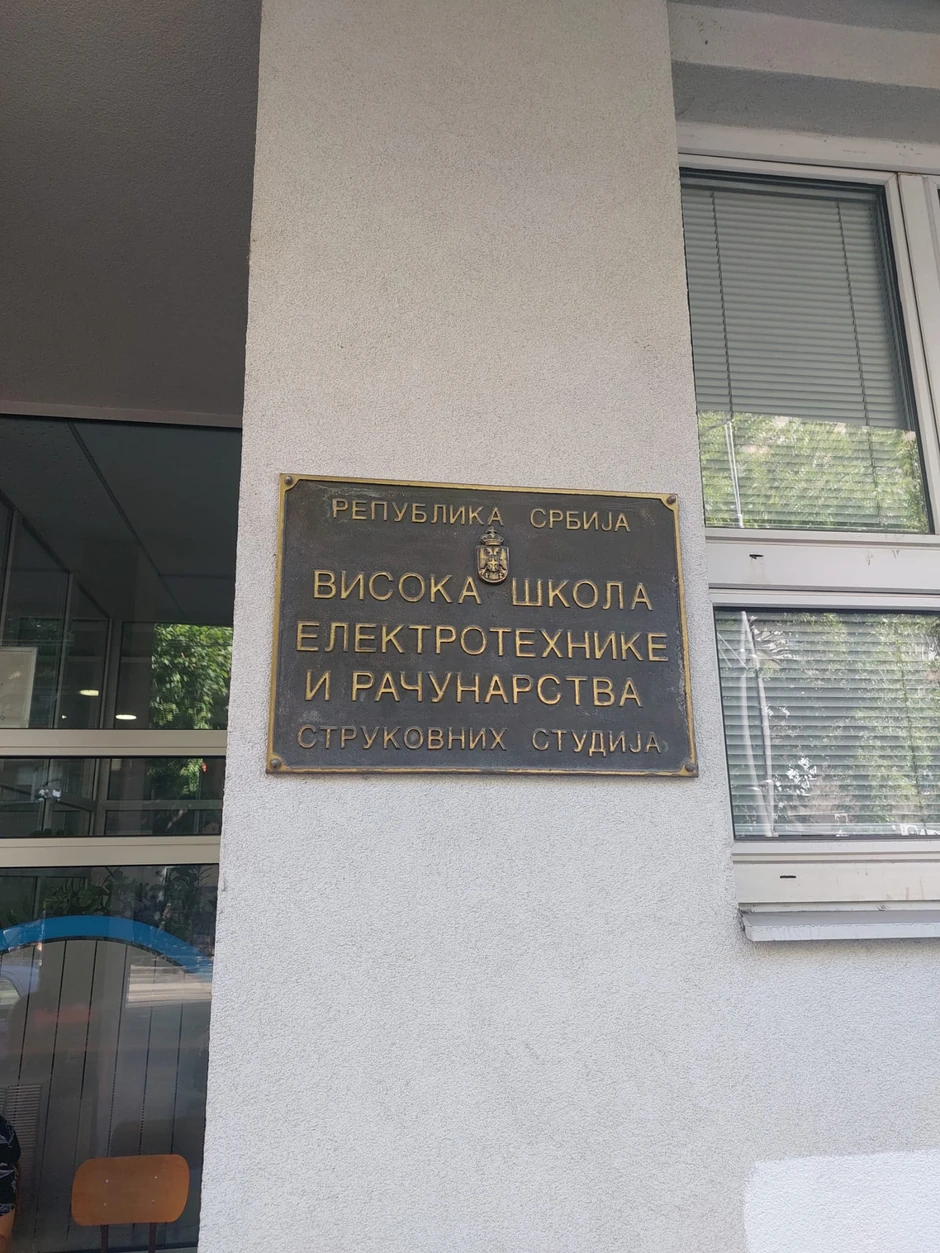 РЕПУБЛИКА СРБИЈА
ВИСОКА ШКОЛА
ЕЛЕКТРОТЕХНИКЕ
И РАЧУНАРСТВА
СТРУКОВНИХ СТУДИЈА